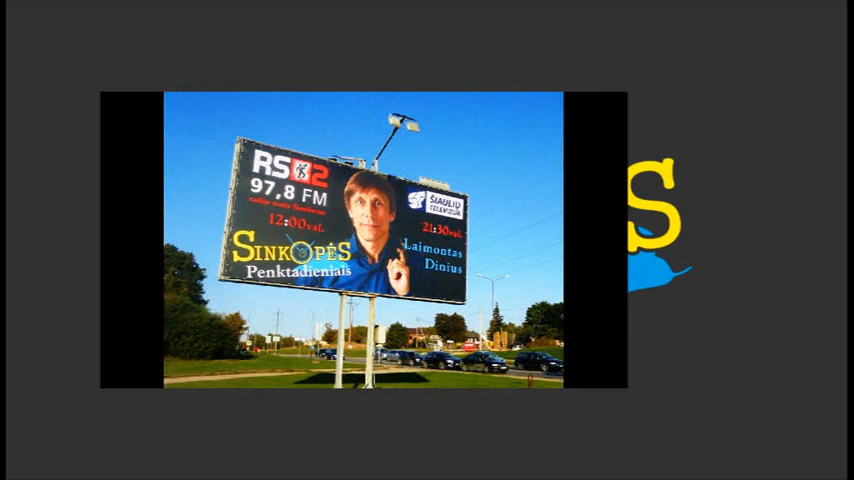 RS 2
97,8 FM
12:00val.
SINKOPĖS
Penktadieniais
ŠIAULIŲ
TELEVIZIJA
21:30val.
Laimontas
Dinius
S